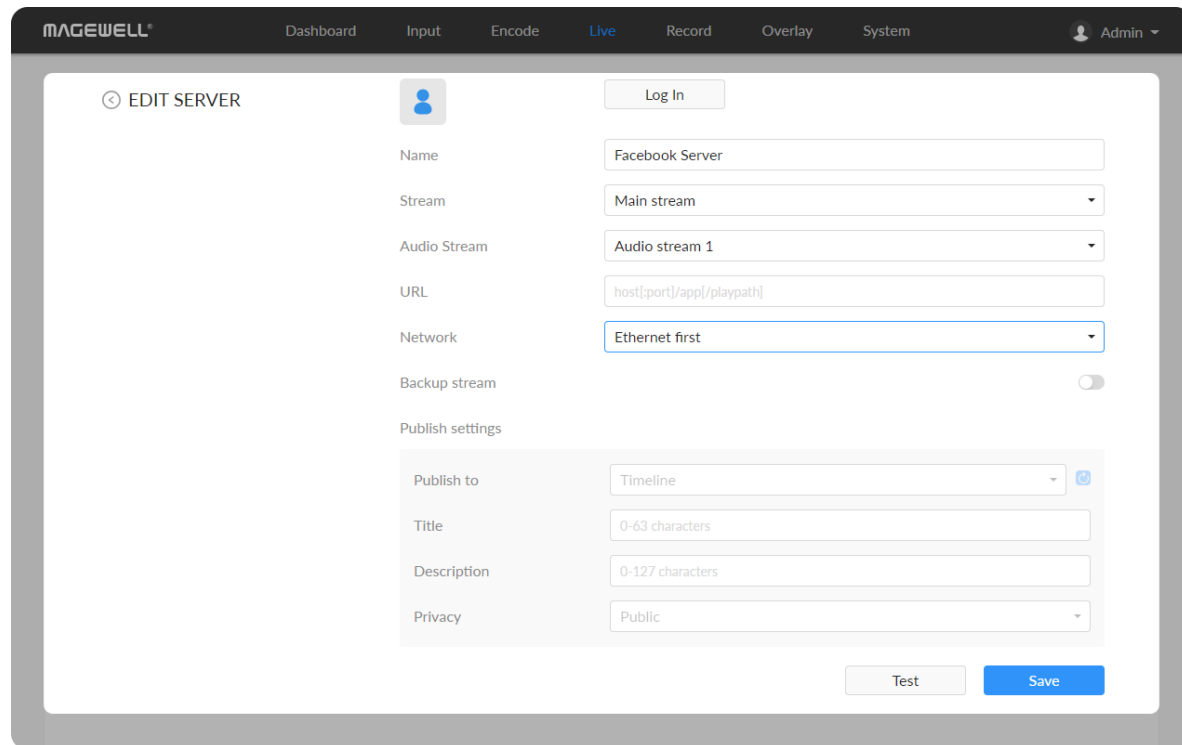 MAGEWELL® Dashboard Input Encode Live Record Overlay System Admin
EDIT SERVER Log In
Name Facebook Server
Stream Main stream
Audio Stream Audio stream 1
URL host[:port]/app[/playpath]
Network Ethernet first
Backup stream
Publish settings
Publish to Timeline
Title 0-63 characters
Description 0-127 characters
Privacy Public
Test Save